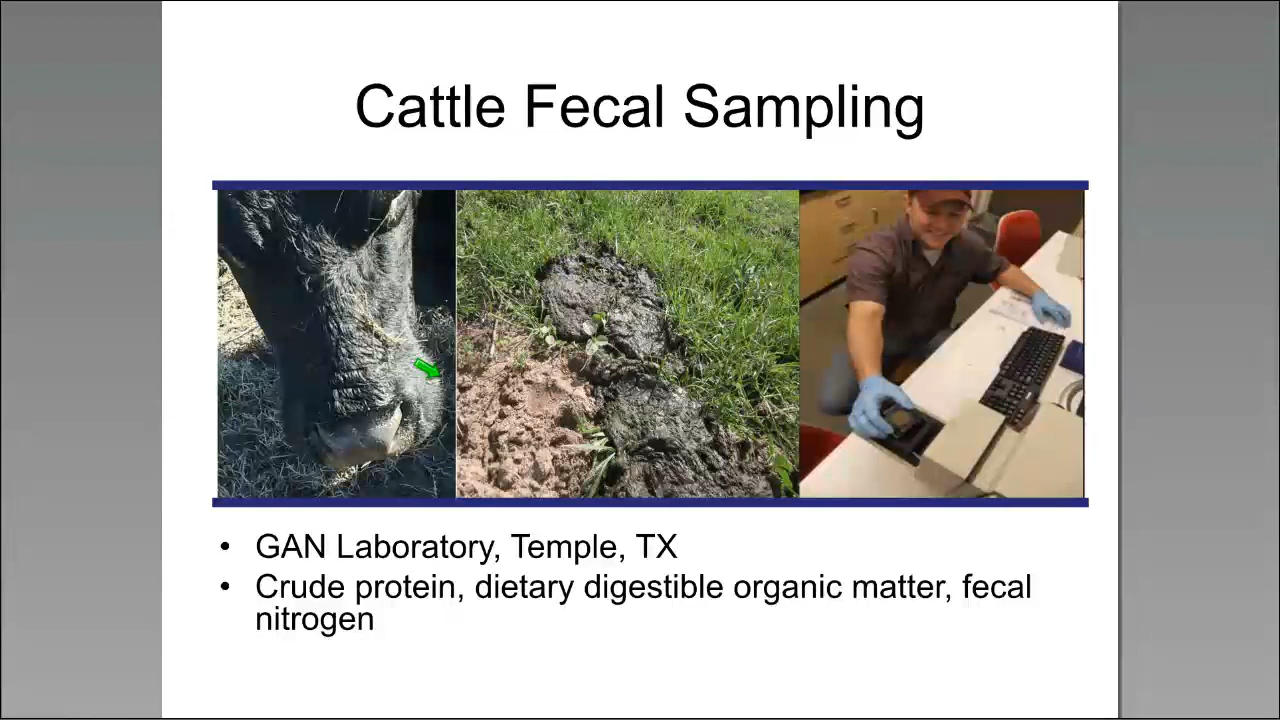 Cattle Fecal Sampling
• GAN Laboratory, Temple, TX
• Crude protein, dietary digestible organic matter, fecal
nitrogen